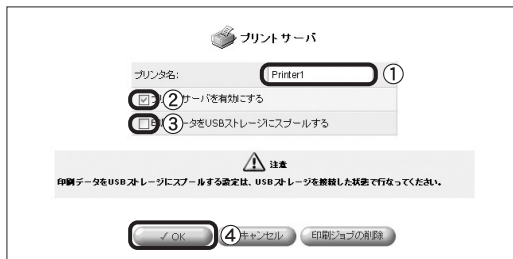 プリントサーバ
プリンタ名: Printer1 ①
② サーバを有効にする
③ ータをUSBストレージにスプールする
注意
印刷データをUSBストレージにスプールする設定は、USBストレージを接続した状態で行なってください。
✓ OK ④ キャンセル 印刷ジョブの削除